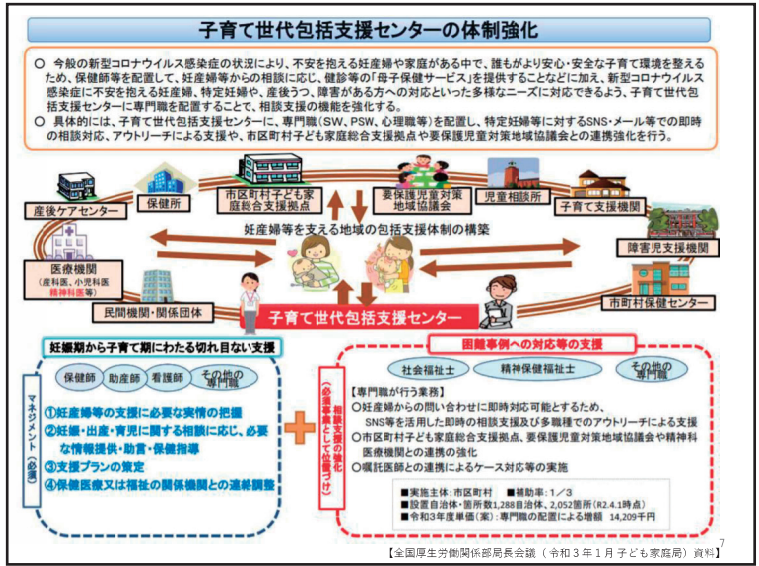 子育て世代包括支援センターの体制強化
○ 今般の新型コロナウイルス感染症の状況により、不安を抱える妊産婦や家庭がある中で、誰もがより安心・安全な子育て環境を整える
ため、保健師等を配置して、妊産婦等からの相談に応じ、健診等の「母子保健サービス」を提供することなどに加え、新型コロナウイルス
感染症に不安を抱える妊産婦、特定妊婦や、産後うつ、障害がある方への対応といった多様なニーズに対応できるよう、子育て世代包
括支援センターに専門職を配置することで、相談支援の機能を強化する。
○ 具体的には、子育て世代包括支援センターに、専門職（SW、PSW、心理職等）を配置し、特定妊婦等に対するSNS・メール等での即時
の相談対応、アウトリーチによる支援や、市区町村子ども家庭総合支援拠点や要保護児童対策地域協議会との連携強化を行う。
産後ケアセンター
保健所
市区町村子ども家
庭総合支援拠点
要保護児童対策
地域協議会
児童相談所
子育て支援機関
障害児支援機関
妊産婦等を支える地域の包括支援体制の構築
医療機関
（産科医、小児科医
精神科医等）
民間機関・関係団体
市町村保健センター
子育て世代包括支援センター
妊娠期から子育て期にわたる切れ目ない支援
保健師
助産師
看護師
その他の
専門職
マネジメント（必須）
①妊産婦等の支援に必要な実情の把握
②妊娠・出産・育児に関する相談に応じ、必要
な情報提供・助言・保健指導
③支援プランの策定
④保健医療又は福祉の関係機関との連絡調整
困難事例への対応等の支援
社会福祉士
精神保健福祉士
その他の
専門職
相談支援の強化
（必須事業として位置づけ）
【専門職が行う業務】
○妊産婦からの問い合わせに即時対応可能とするため、
SNS等を活用した即時の相談支援及び多職種でのアウトリーチによる支援
○市区町村子ども家庭総合支援拠点、要保護児童対策地域協議会や精神科
医療機関との連携の強化
○嘱託医師との連携によるケース対応等の実施
■実施主体：市区町村　■補助率：１／３
■設置自治体・箇所数1,288自治体、2,052箇所（R2.4.1時点）
■令和３年度単価（案）：専門職の配置による増額　14,209千円
7
【全国厚生労働関係部局長会議（令和３年１月子ども家庭局）資料】